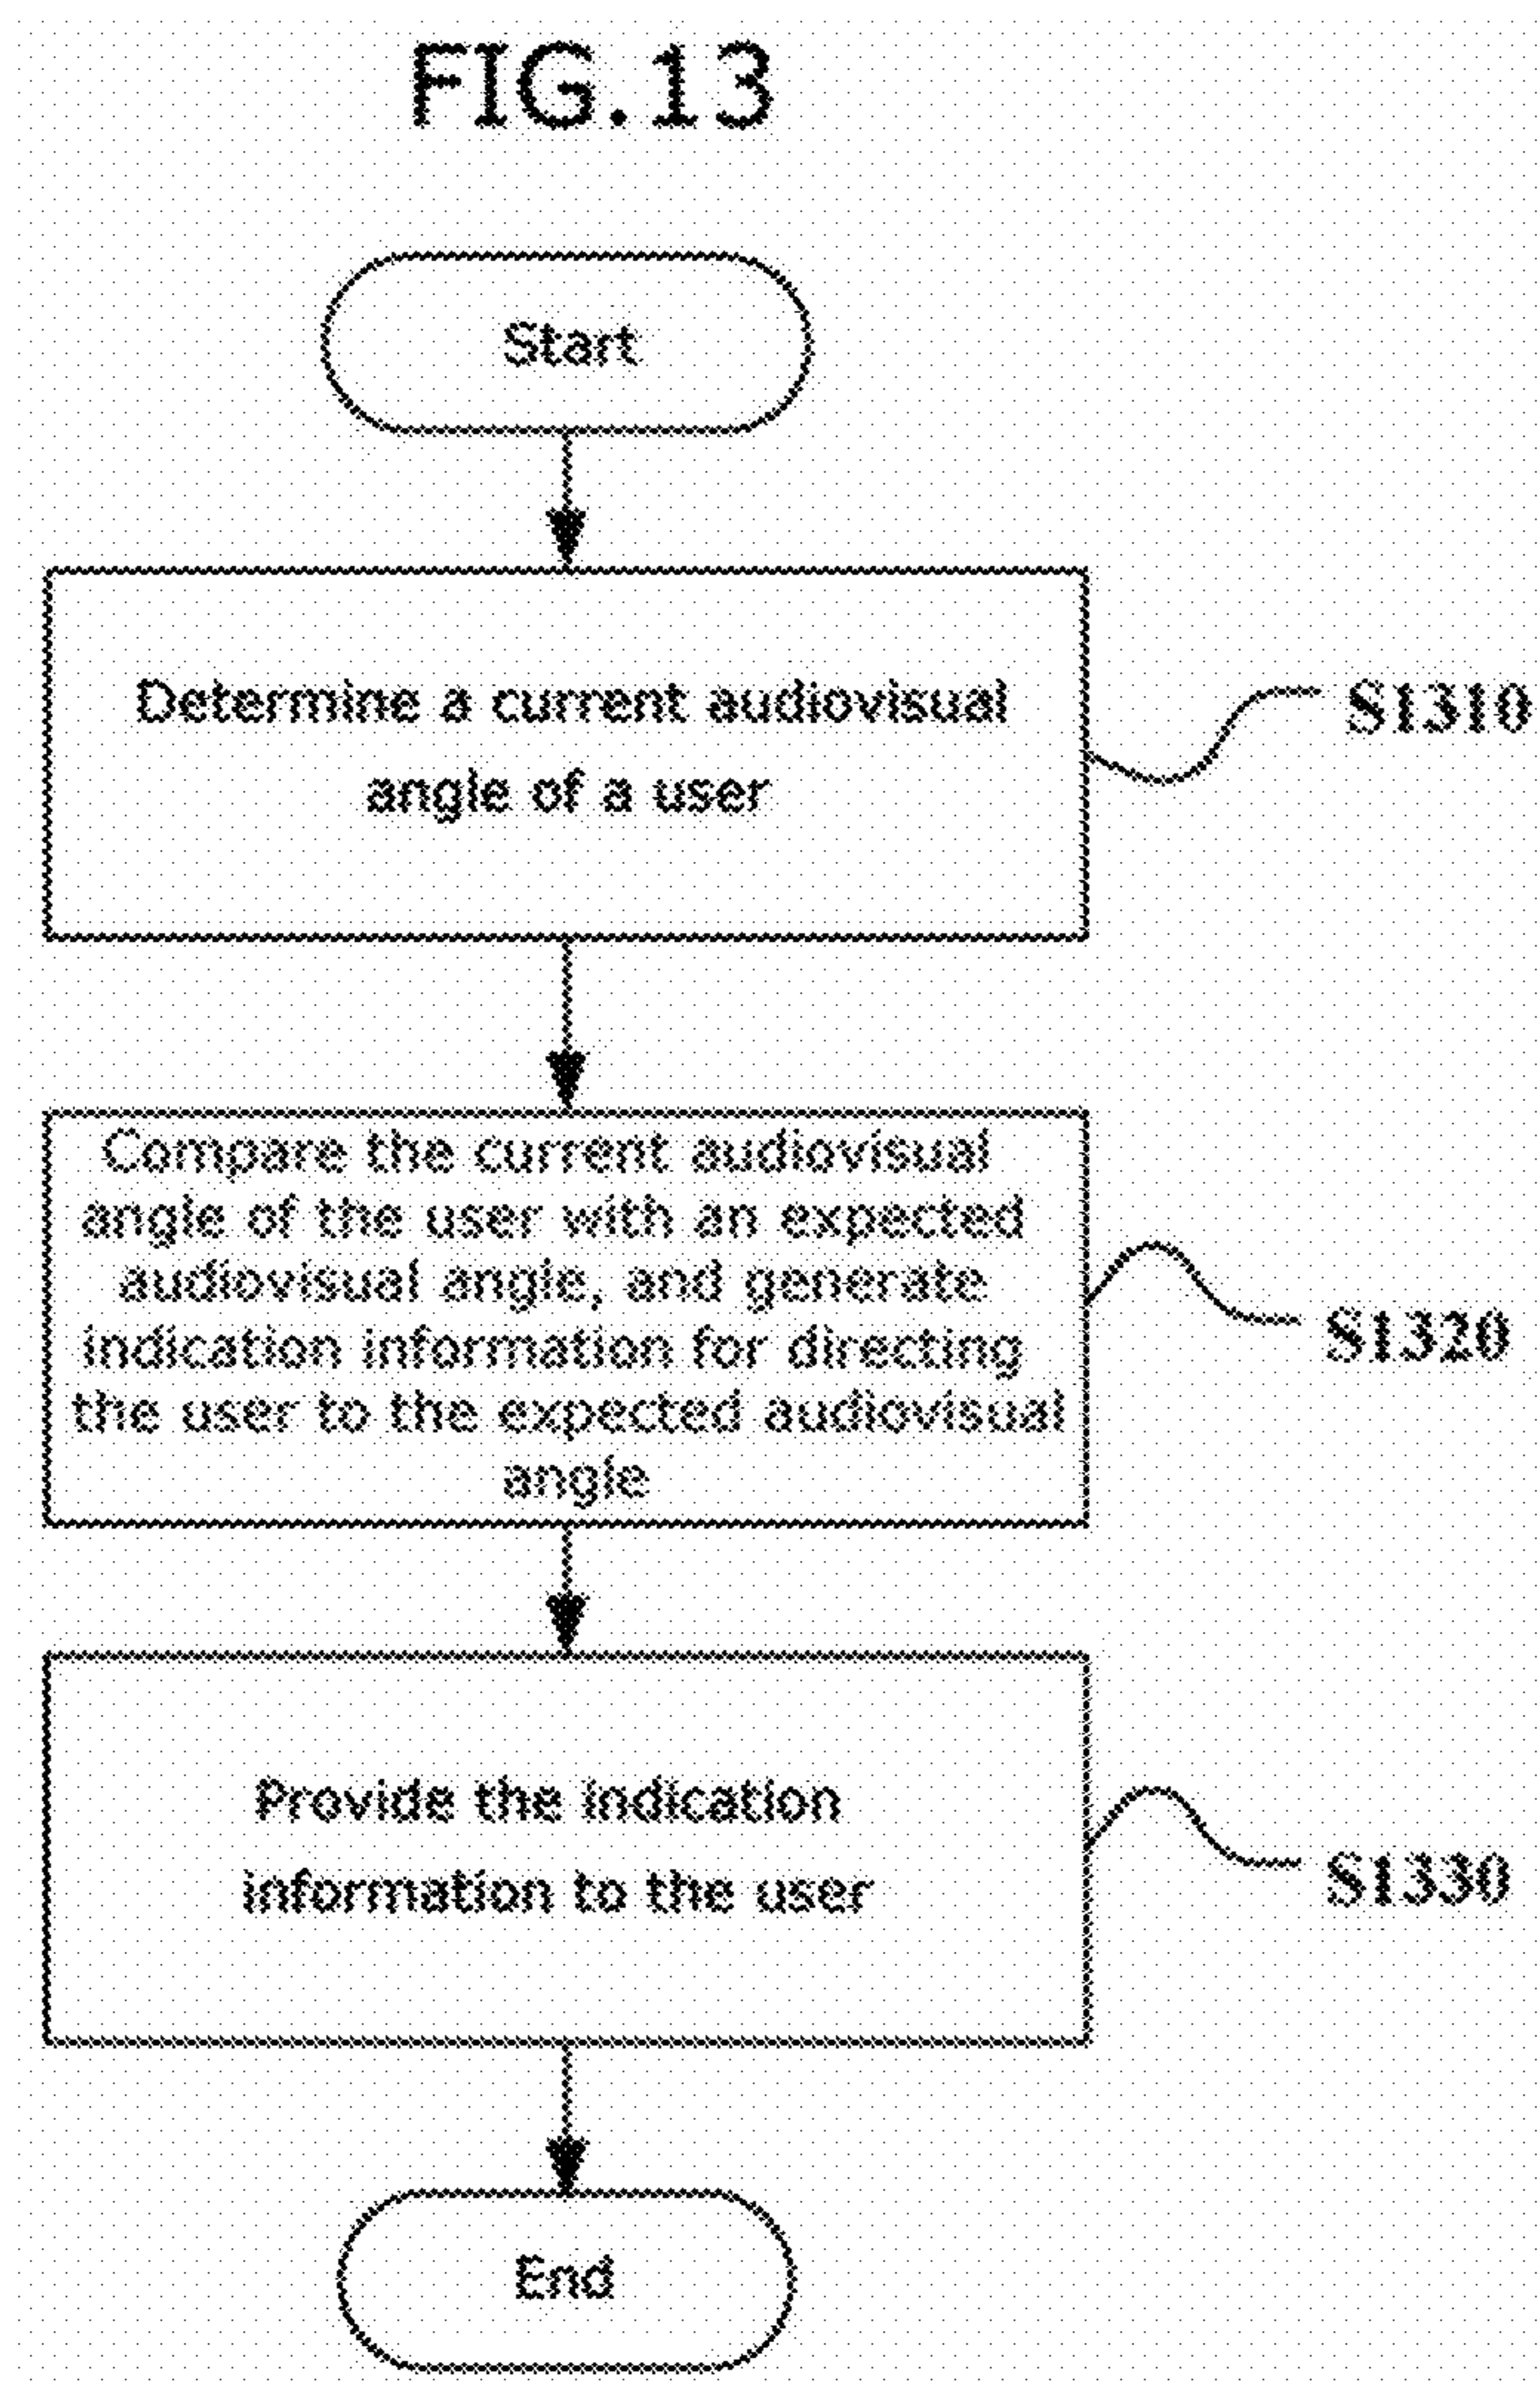 FIG.13
Start
Determine a current audiovisual
angle of a user
S1310
Compare the current audiovisual
angle of the user with an expected
audiovisual angle, and generate
indication information for directing
the user to the expected audiovisual
angle
S1320
Provide the indication
information to the user
S1330
End